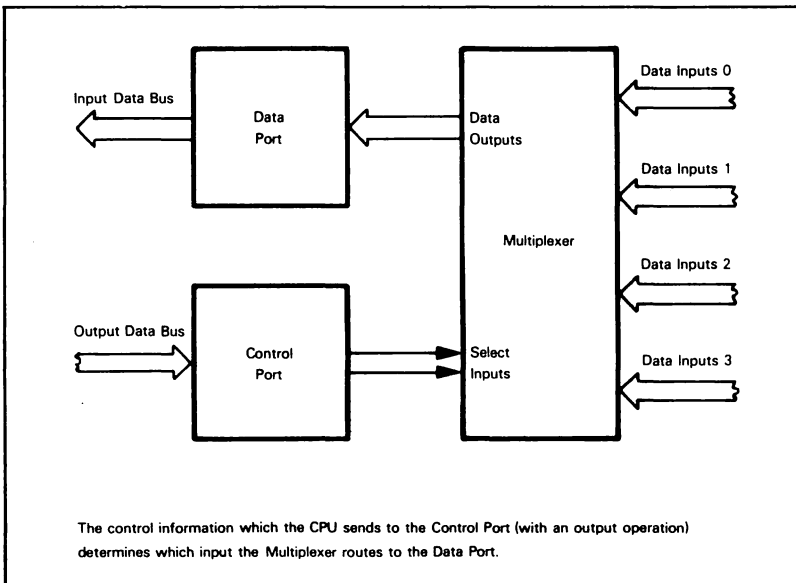 Input Data Bus
Data
Port
Data
Outputs
Data Inputs 0
Data Inputs 1
Multiplexer
Data Inputs 2
Output Data Bus
Control
Port
Select
Inputs
Data Inputs 3
The control information which the CPU sends to the Control Port (with an output operation)
determines which input the Multiplexer routes to the Data Port.